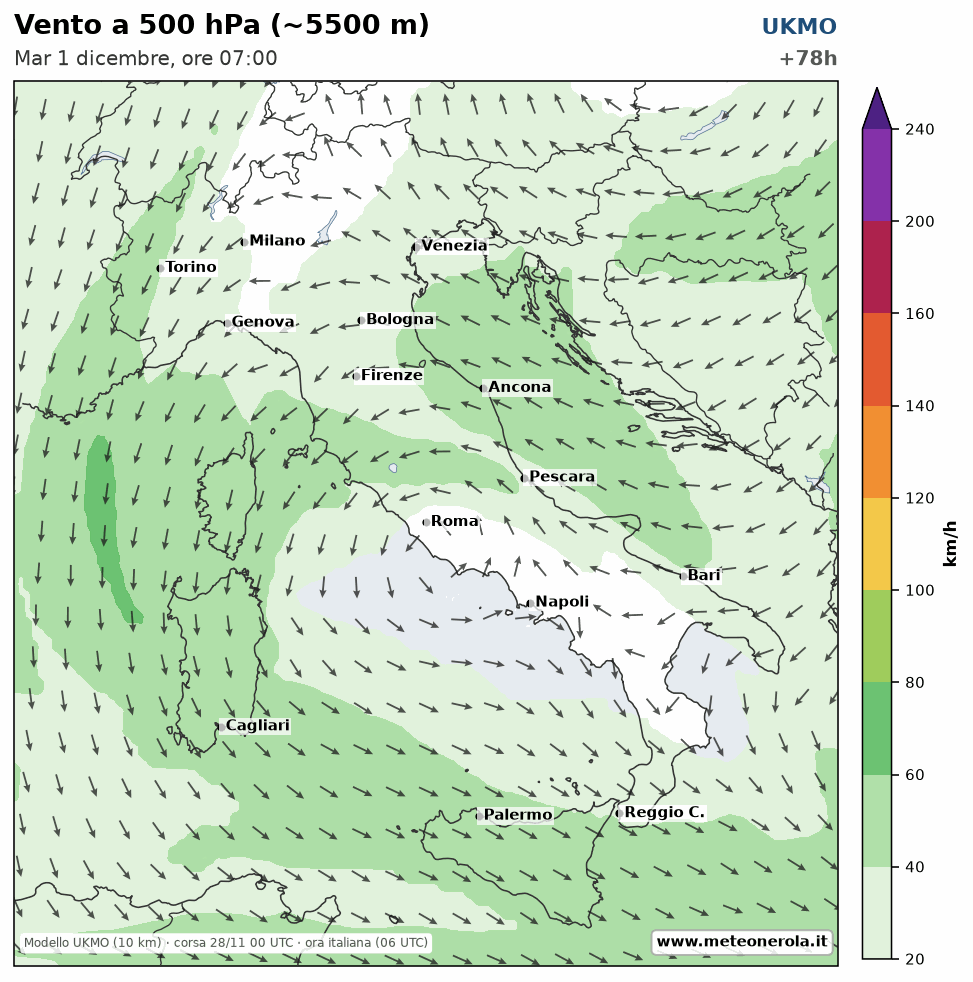 Vento a 500 hPa (~5500 m)
UKMO
Mar 1 dicembre, ore 07:00
+78h
240
200
160
140
120
100
80
60
40
20
km/h
Milano
Venezia
Torino
Genova
Bologna
Firenze
Ancona
Pescara
Roma
Bari
Napoli
Cagliari
Palermo
Reggio C.
Modello UKMO (10 km) · corsa 28/11 00 UTC · ora italiana (06 UTC)
www.meteonerola.it